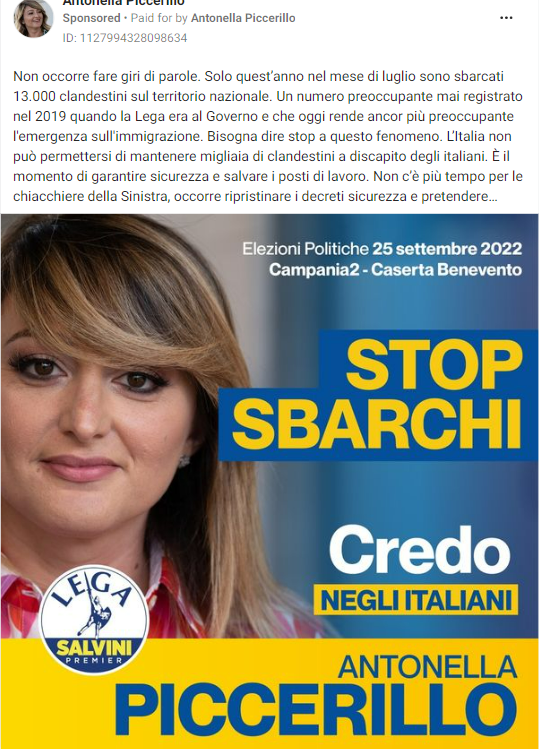 Antonella Piccerillo
Sponsored • Paid for by Antonella Piccerillo
ID: 1127994328098634
Non occorre fare giri di parole. Solo quest’anno nel mese di luglio sono sbarcati
13.000 clandestini sul territorio nazionale. Un numero preoccupante mai registrato
nel 2019 quando la Lega era al Governo e che oggi rende ancor più preoccupante
l'emergenza sull'immigrazione. Bisogna dire stop a questo fenomeno. L’Italia non
può permettersi di mantenere migliaia di clandestini a discapito degli italiani. È il
momento di garantire sicurezza e salvare i posti di lavoro. Non c’è più tempo per le
chiacchiere della Sinistra, occorre ripristinare i decreti sicurezza e pretendere...
Elezioni Politiche 25 settembre 2022
Campania2 - Caserta Benevento
STOP
SBARCHI
Credo
NEGLI ITALIANI
LEGA
SALVINI
PREMIER
ANTONELLA
PICCERILLO